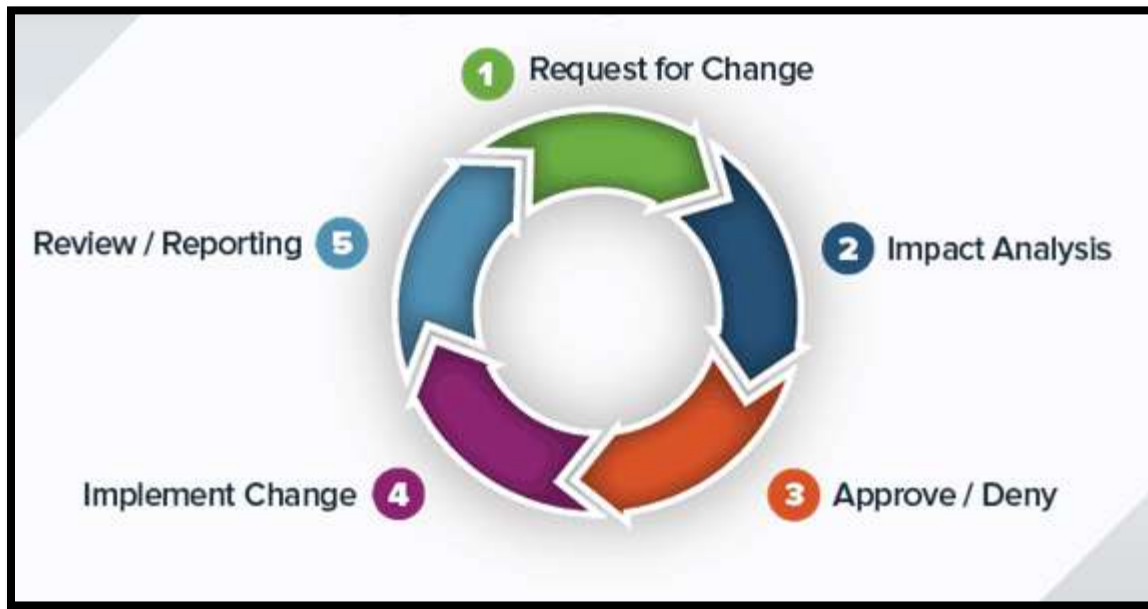 1 Request for Change
2 Impact Analysis
3 Approve / Deny
Implement Change 4
Review / Reporting 5